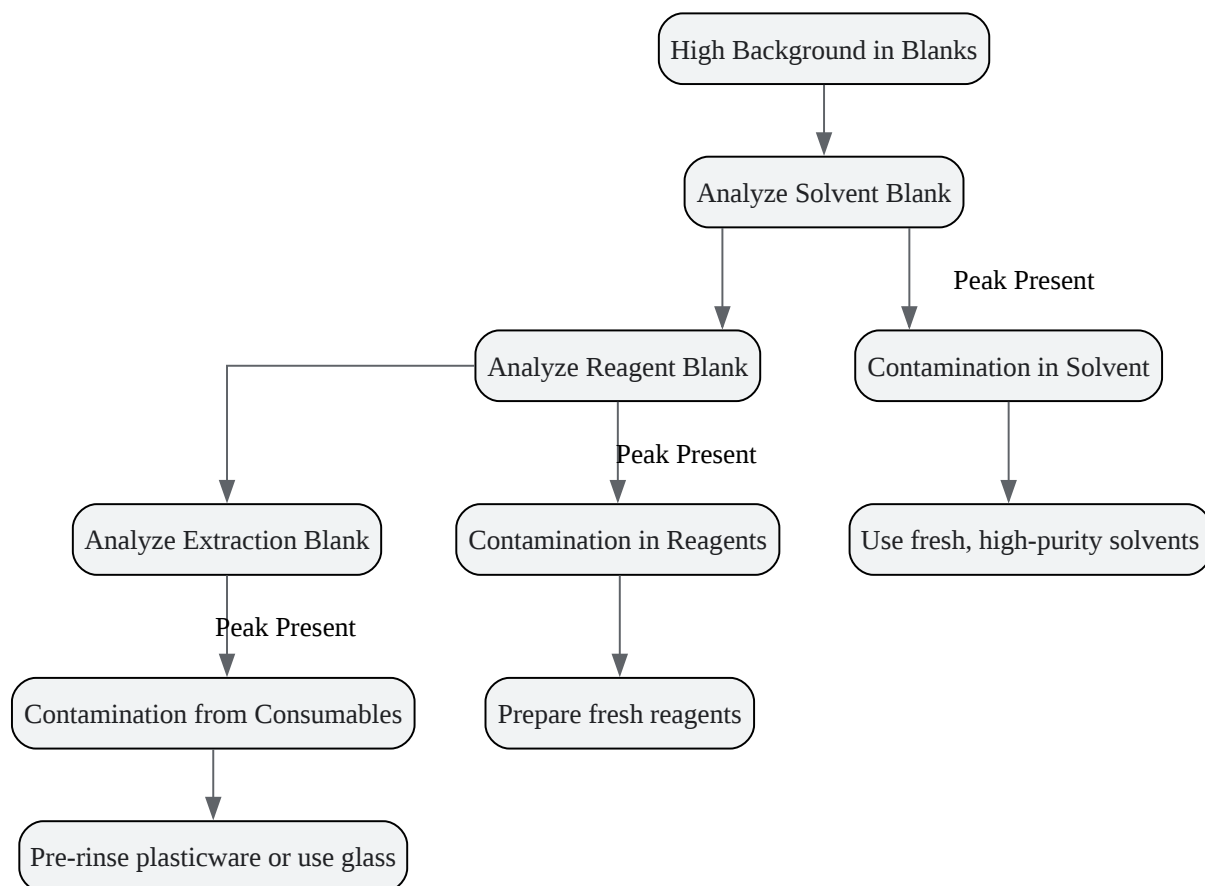 High Background in Blanks
Analyze Solvent Blank
Peak Present
Analyze Reagent Blank
Contamination in Solvent
Peak Present
Analyze Extraction Blank
Contamination in Reagents
Use fresh, high-purity solvents
Peak Present
Contamination from Consumables
Prepare fresh reagents
Pre-rinse plasticware or use glass